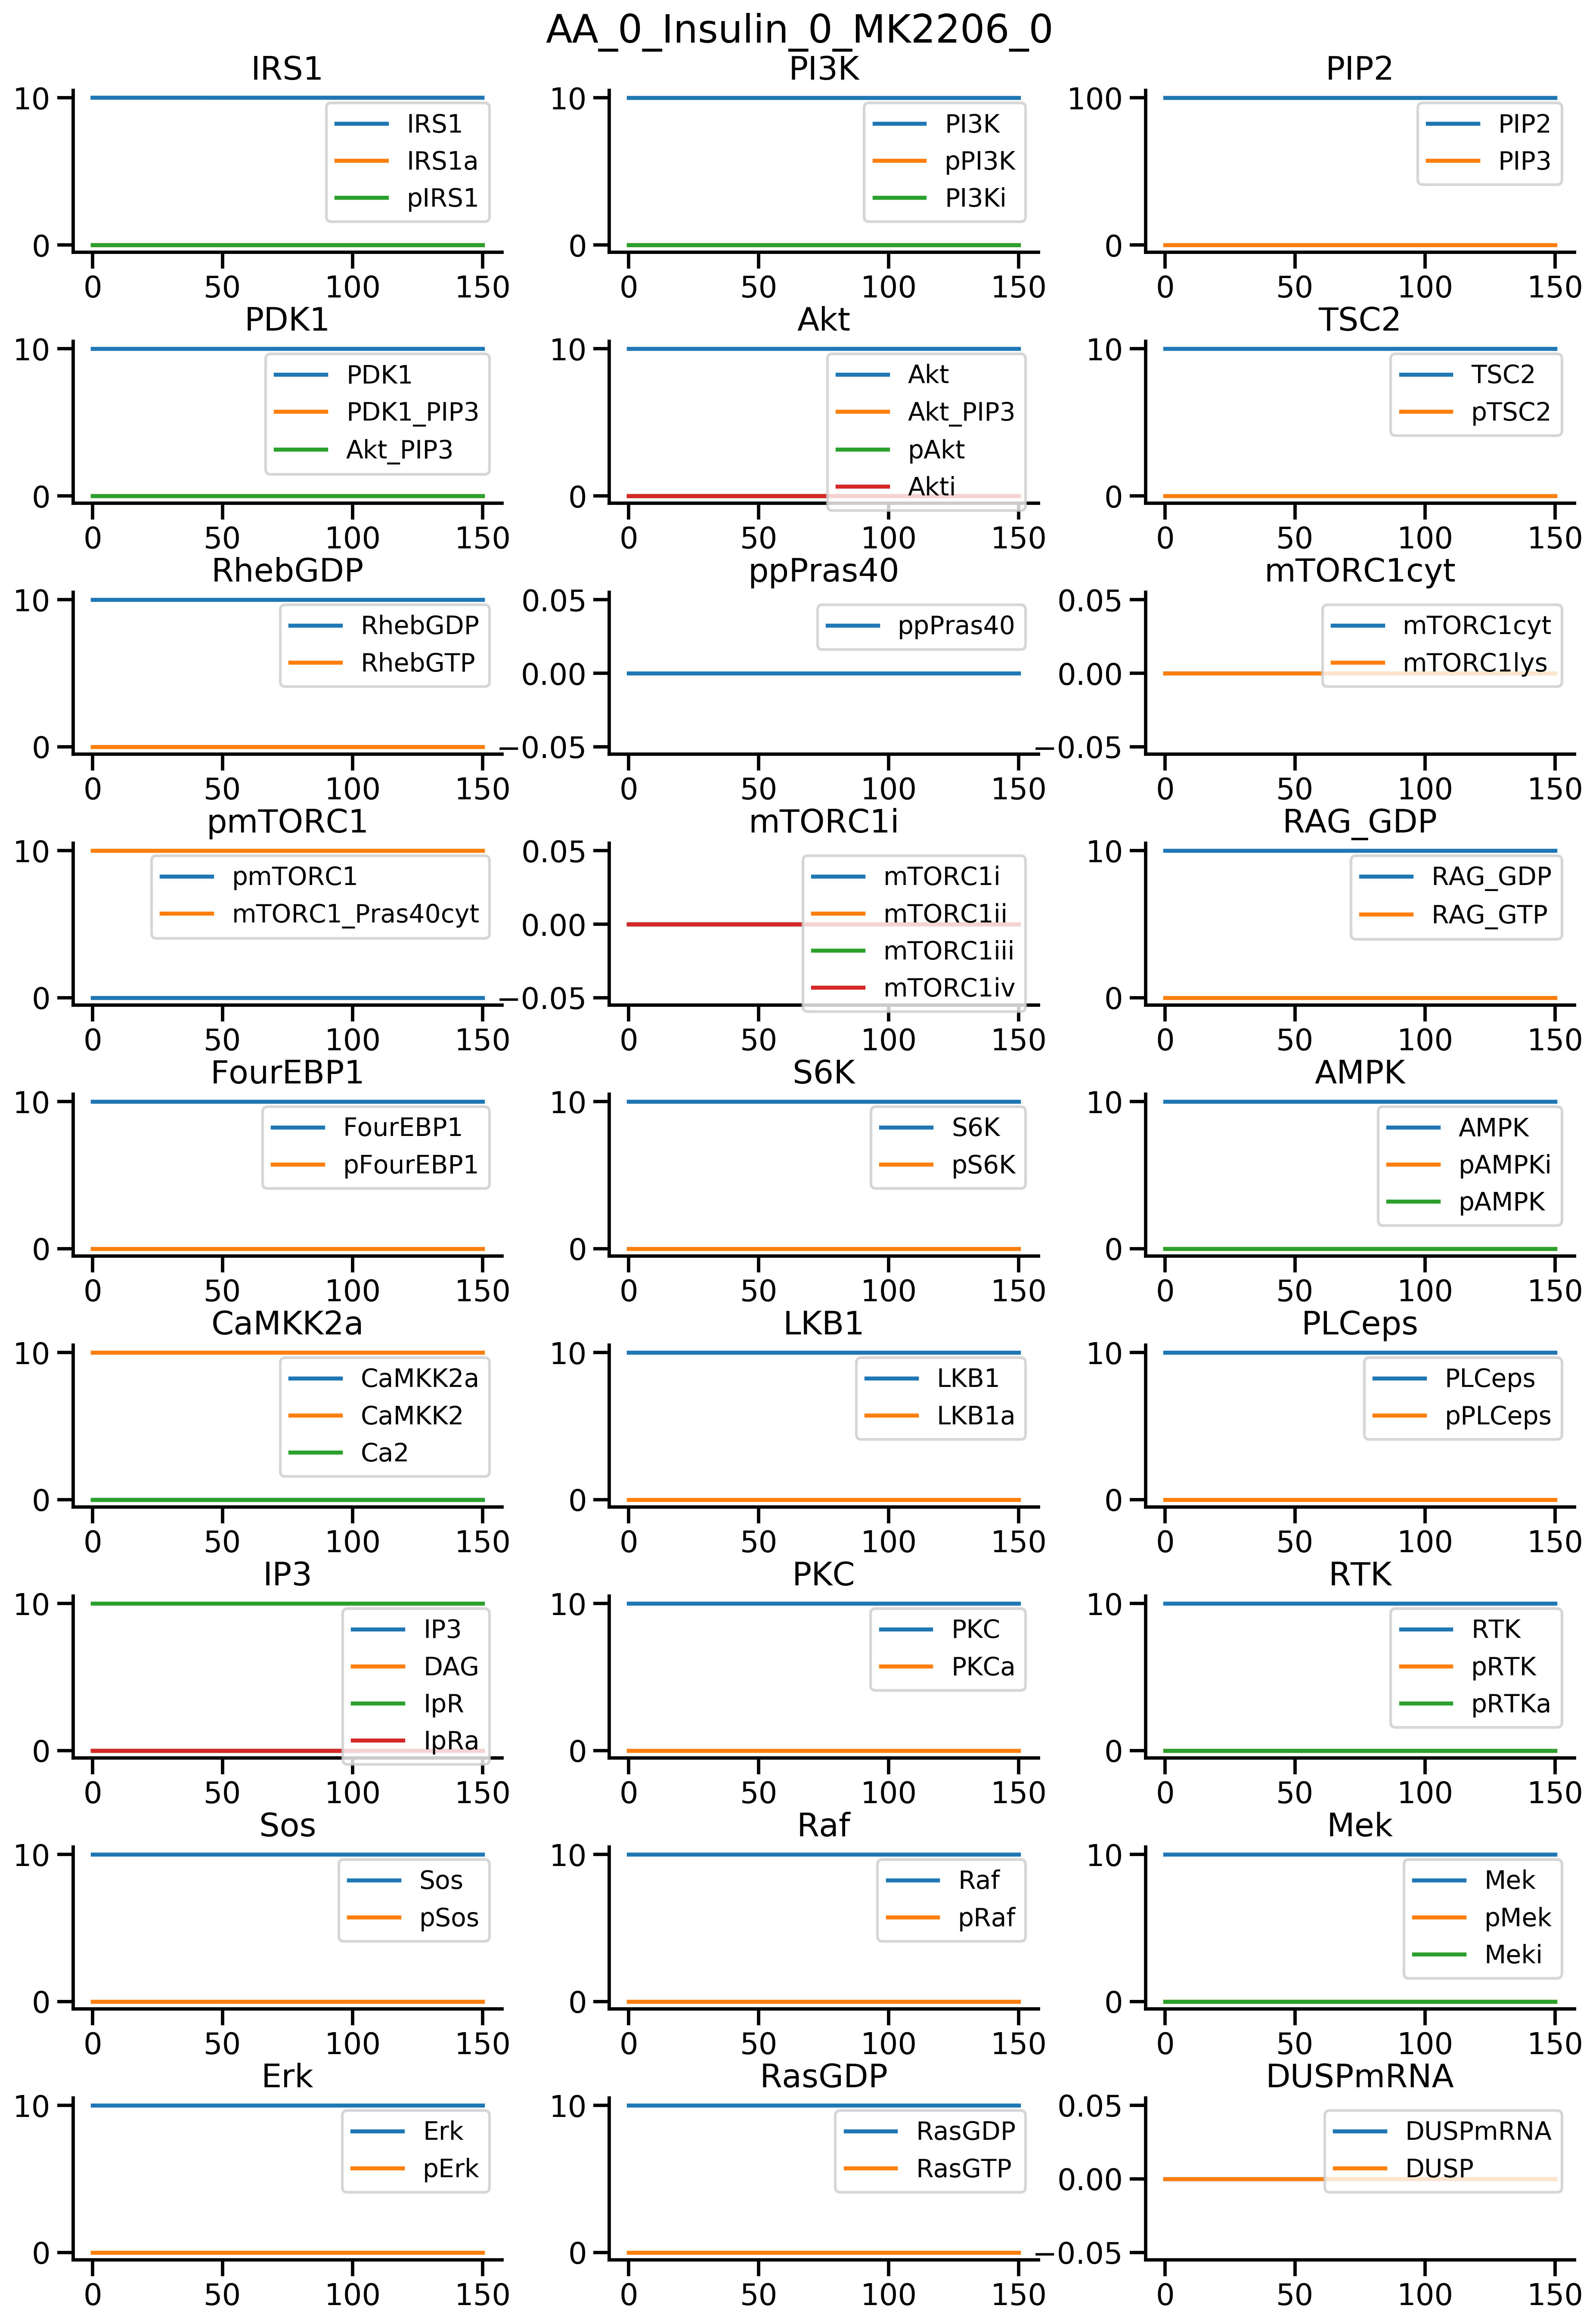 AA_0_Insulin_0_MK2206_0
IRS1
10
0
0 50 100 150
IRS1
IRS1a
pIRS1
PI3K
10
0
0 50 100 150
PI3K
pPI3K
PI3Ki
PIP2
100
0
0 50 100 150
PIP2
PIP3
PDK1
10
0
0 50 100 150
PDK1
PDK1_PIP3
Akt_PIP3
Akt
10
0
0 50 100 150
Akt
Akt_PIP3
pAkt
Akti
TSC2
10
0
0 50 100 150
TSC2
pTSC2
RhebGDP
10
0
0 50 100 150
RhebGDP
RhebGTP
ppPras40
0.05
0.00
−0.05
0 50 100 150
ppPras40
mTORC1cyt
0.05
0.00
−0.05
0 50 100 150
mTORC1cyt
mTORC1lys
pmTORC1
10
0
0 50 100 150
pmTORC1
mTORC1_Pras40cyt
mTORC1i
0.05
0.00
−0.05
0 50 100 150
mTORC1i
mTORC1ii
mTORC1iii
mTORC1iv
RAG_GDP
10
0
0 50 100 150
RAG_GDP
RAG_GTP
FourEBP1
10
0
0 50 100 150
FourEBP1
pFourEBP1
S6K
10
0
0 50 100 150
S6K
pS6K
AMPK
10
0
0 50 100 150
AMPK
pAMPKi
pAMPK
CaMKK2a
10
0
0 50 100 150
CaMKK2a
CaMKK2
Ca2
LKB1
10
0
0 50 100 150
LKB1
LKB1a
PLCeps
10
0
0 50 100 150
PLCeps
pPLCeps
IP3
10
0
0 50 100 150
IP3
DAG
IpR
IpRa
PKC
10
0
0 50 100 150
PKC
PKCa
RTK
10
0
0 50 100 150
RTK
pRTK
pRTKa
Sos
10
0
0 50 100 150
Sos
pSos
Raf
10
0
0 50 100 150
Raf
pRaf
Mek
10
0
0 50 100 150
Mek
pMek
Meki
Erk
10
0
0 50 100 150
Erk
pErk
RasGDP
10
0
0 50 100 150
RasGDP
RasGTP
DUSPmRNA
0.05
0.00
−0.05
0 50 100 150
DUSPmRNA
DUSP